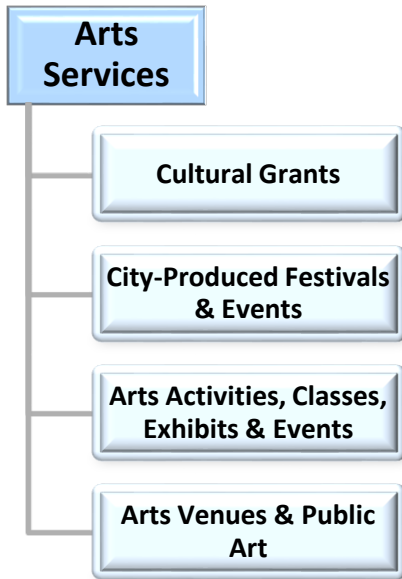 Arts
Services
Cultural Grants
City-Produced Festivals
& Events
Arts Activities, Classes,
Exhibits & Events
Arts Venues & Public
Art